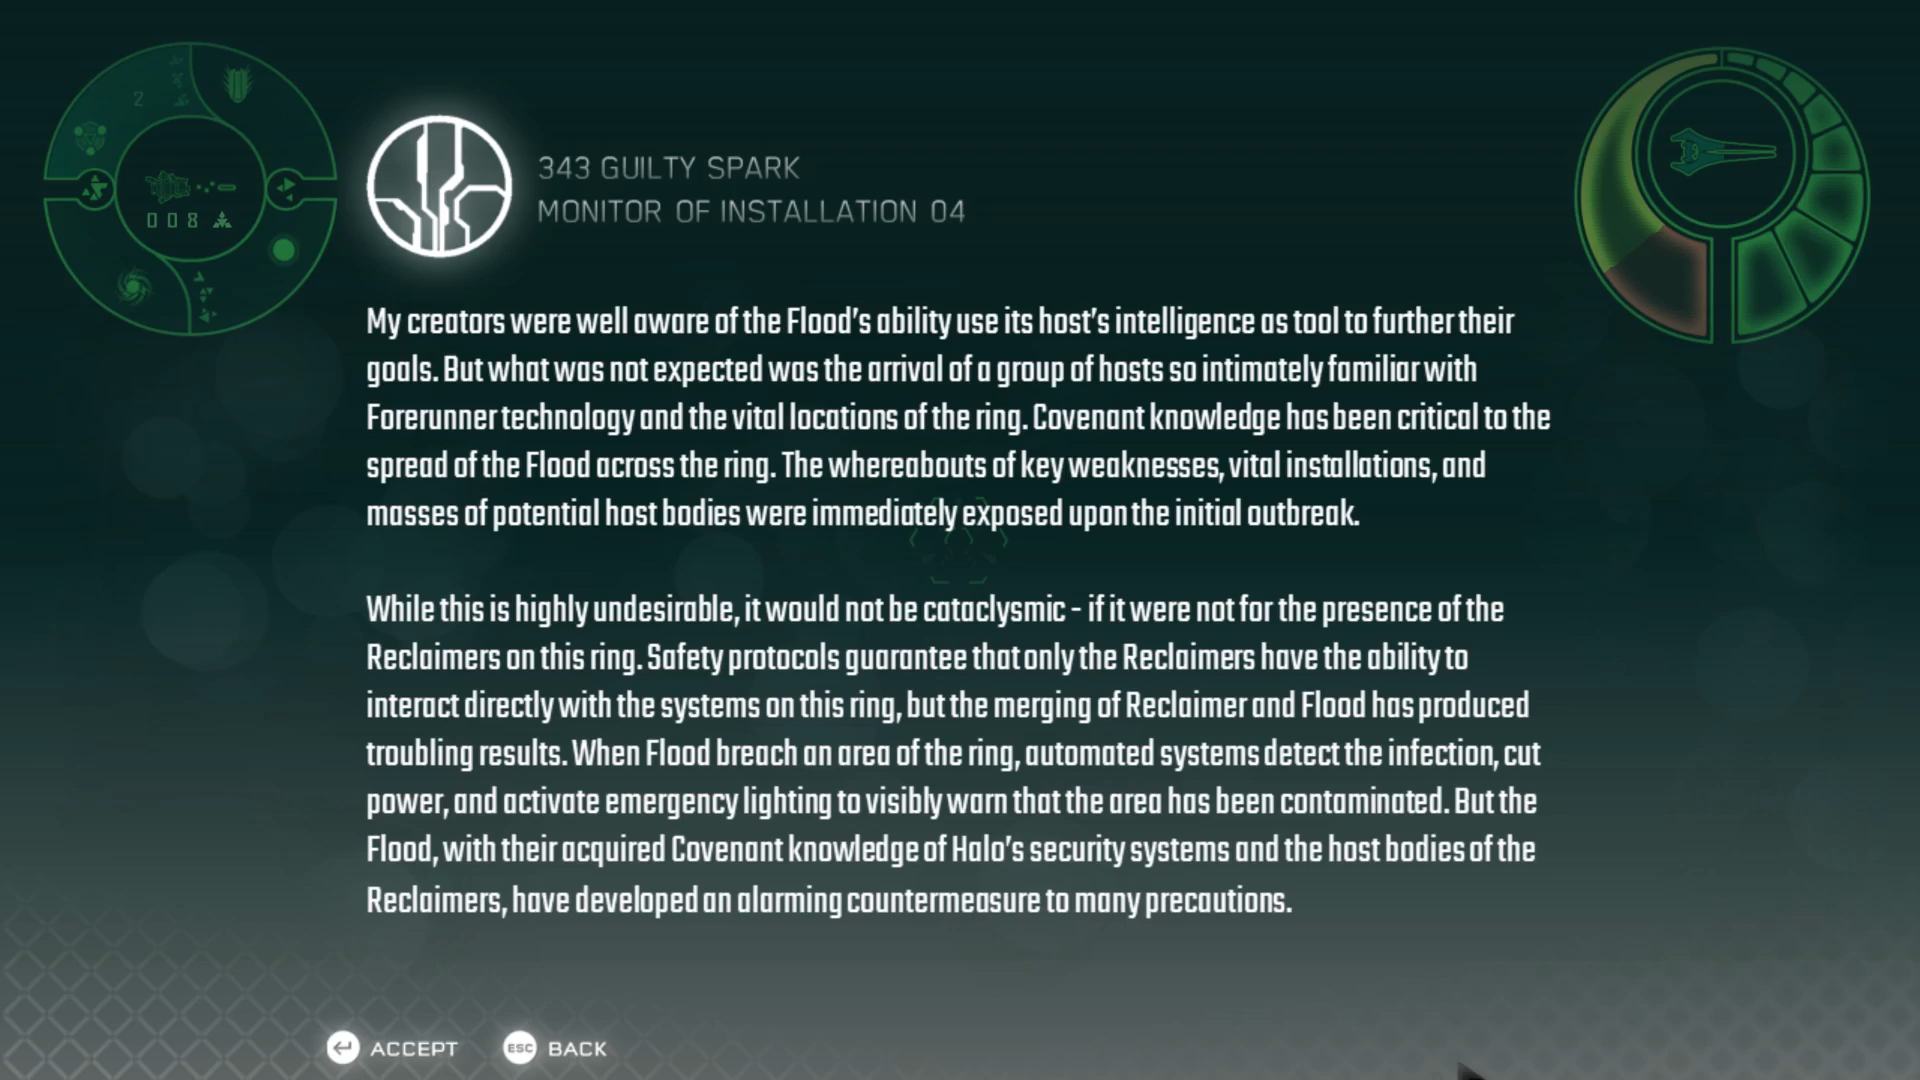 2
008
343 GUILTY SPARK
MONITOR OF INSTALLATION 04
My creators were well aware of the Flood's ability use its host's intelligence as tool to further their
goals. But what was not expected was the arrival of a group of hosts so intimately familiar with
Forerunner technology and the vital locations of the ring. Covenant knowledge has been critical to the
spread of the Flood across the ring. The whereabouts of key weaknesses, vital installations, and
masses of potential host bodies were immediately exposed upon the initial outbreak.
While this is highly undesirable, it would not be cataclysmic - if it were not for the presence of the
Reclaimers on this ring. Safety protocols guarantee that only the Reclaimers have the ability to
interact directly with the systems on this ring, but the merging of Reclaimer and Flood has produced
troubling results. When Flood breach an area of the ring, automated systems detect the infection, cut
power, and activate emergency lighting to visibly warn that the area has been contaminated. But the
Flood, with their acquired Covenant knowledge of Halo's security systems and the host bodies of the
Reclaimers, have developed an alarming countermeasure to many precautions.
ACCEPT
ESC BACK